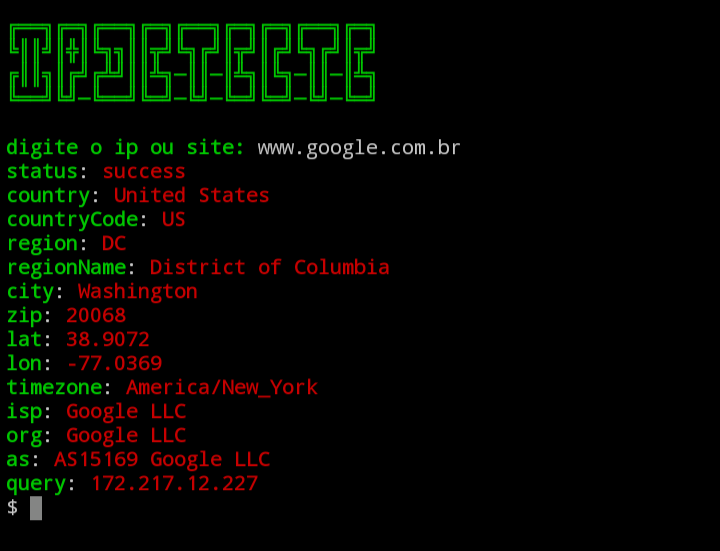 IPDETECTE
digite o ip ou site: www.google.com.br
status: success
country: United States
countryCode: US
region: DC
regionName: District of Columbia
city: Washington
zip: 20068
lat: 38.9072
lon: -77.0369
timezone: America/New_York
isp: Google LLC
org: Google LLC
as: AS15169 Google LLC
query: 172.217.12.227
$